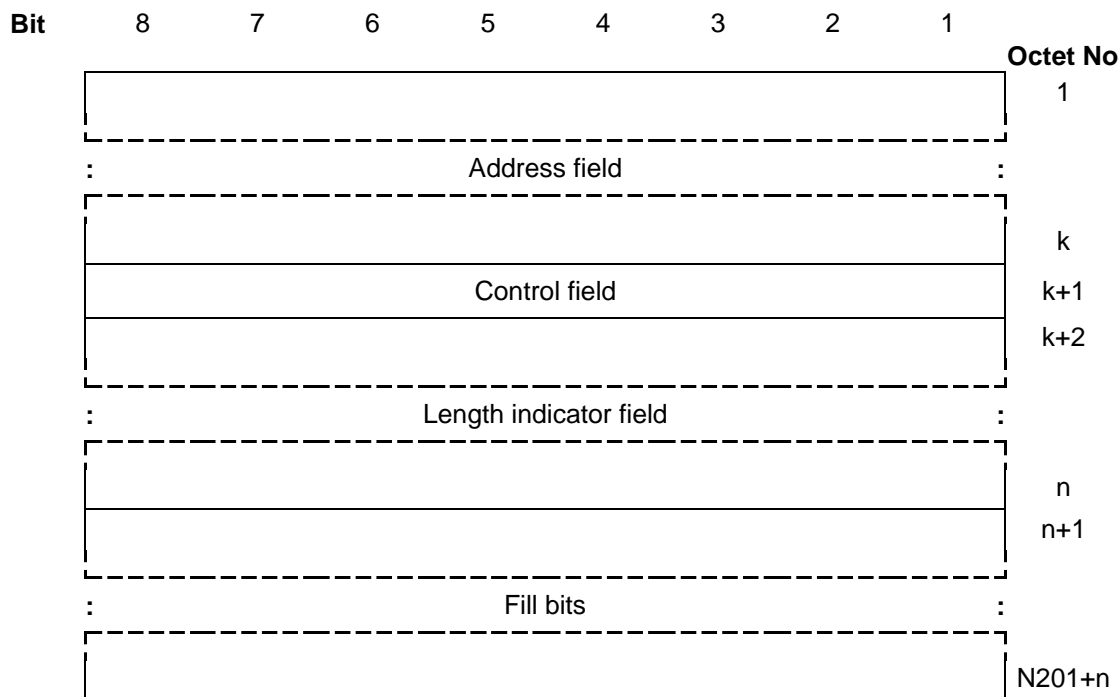 Bit 8 7 6 5 4 3 2 1
Octet No
1
: Address field :
k
Control field k+1
k+2
: Length indicator field :
n
n+1
: Fill bits :
N201+n